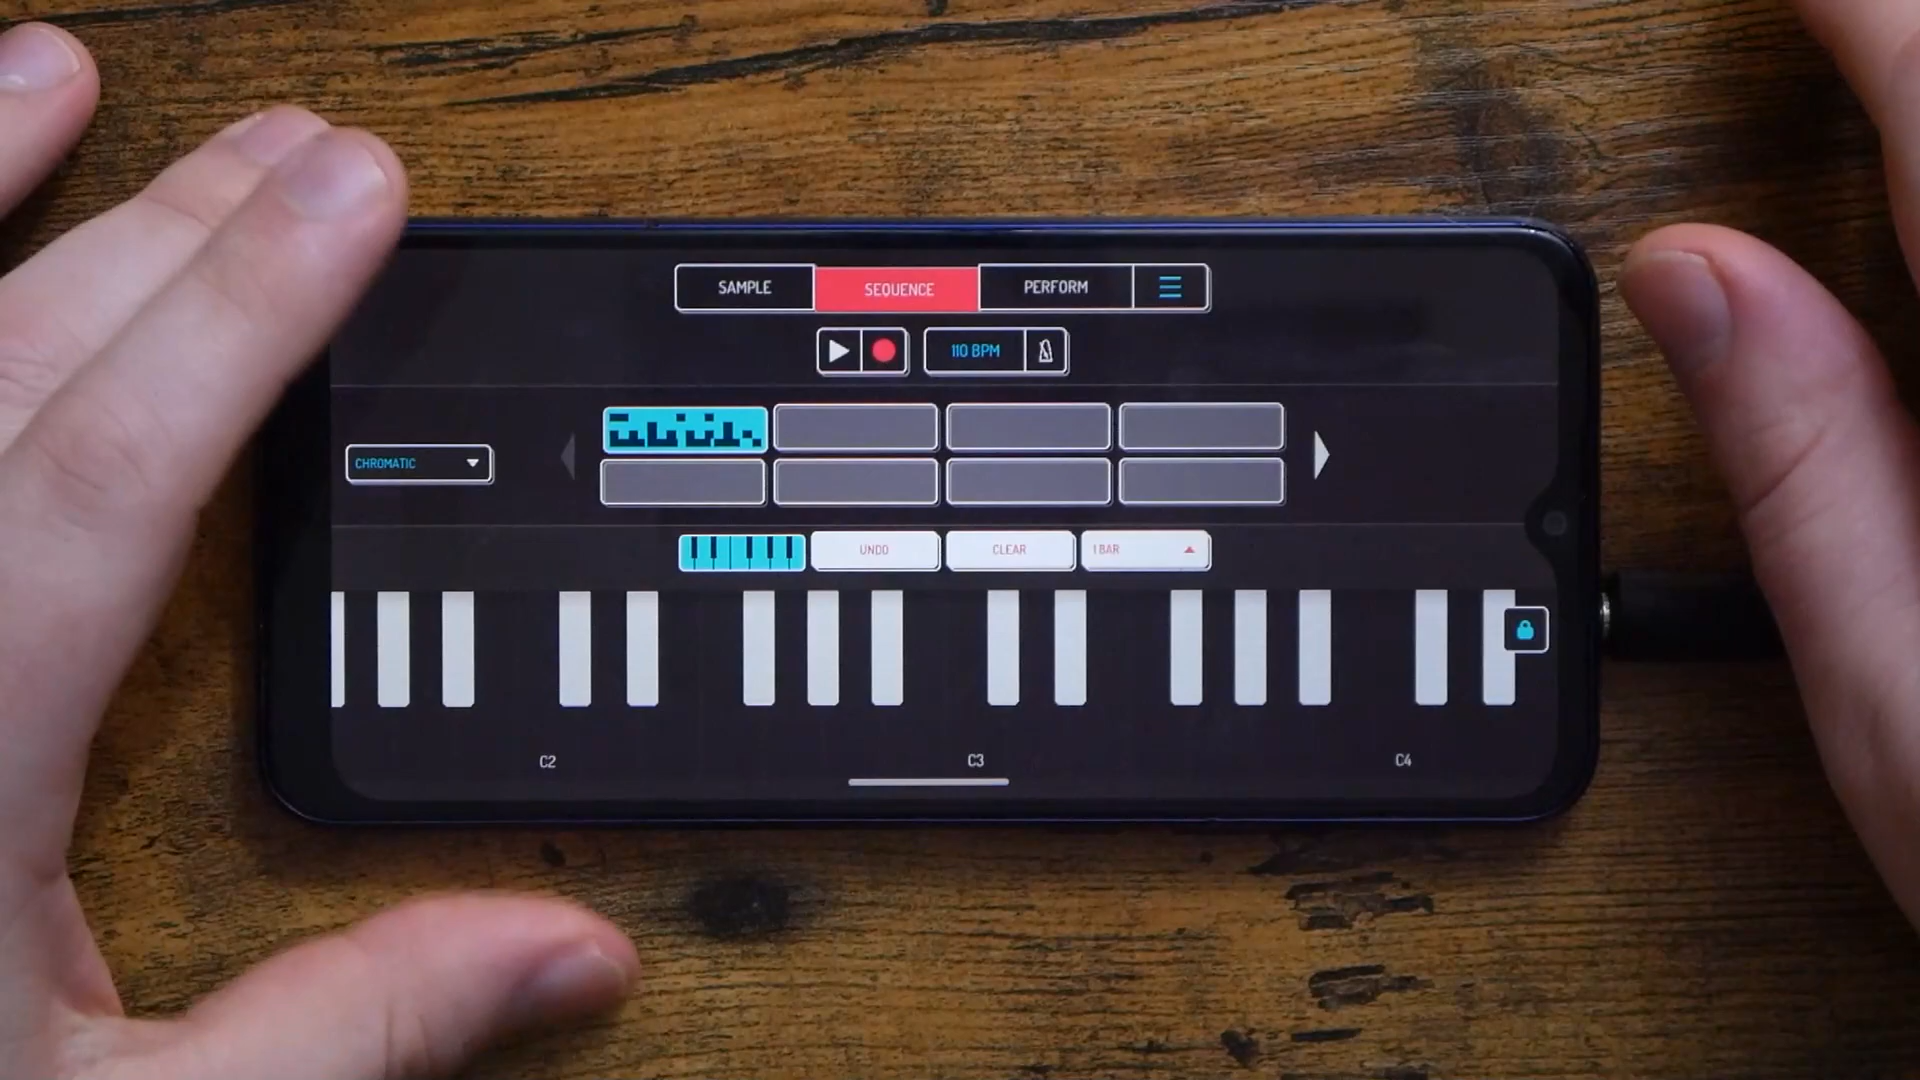 SAMPLE
SEQUENCE
PERFORM
110 BPM
CHROMATIC
UNDO
CLEAR
1 BAR
C2
C3
C4